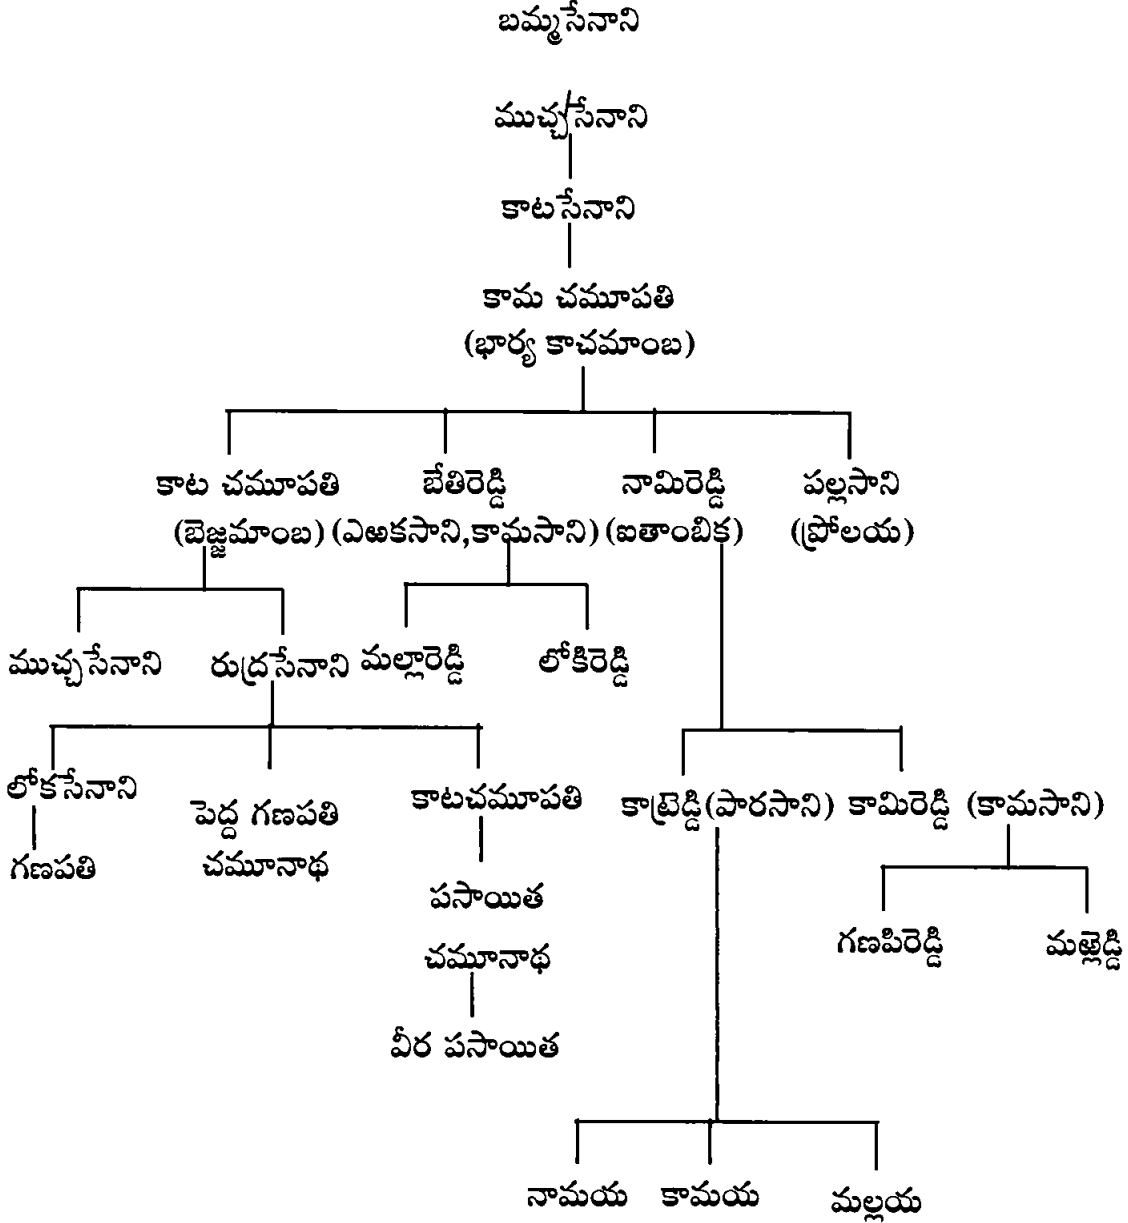 బమ్మసేనాని
ముచ్చసేనాని
కాటసేనాని
కామ చమూపతి
(భార్య కాచమాంబ)
కాట చమూపతి బేతిరెడ్డి నామిరెడ్డి పల్లసాని
(బెజ్జమాంబ) (ఎఱకసాని,కామసాని) (ఐతాంబిక) (ప్రోలయ)
ముచ్చసేనాని రుద్రసేనాని మల్లారెడ్డి లోకిరెడ్డి
లోకసేనాని పెద్ద గణపతి కాటచమూపతి కాట్రెడ్డి(పారసాని) కామిరెడ్డి (కామసాని)
గణపతి చమూనాథ
పసాయిత
చమూనాథ గణపిరెడ్డి మల్లెడ్డి
వీర పసాయిత
నామయ కామయ మల్లయ